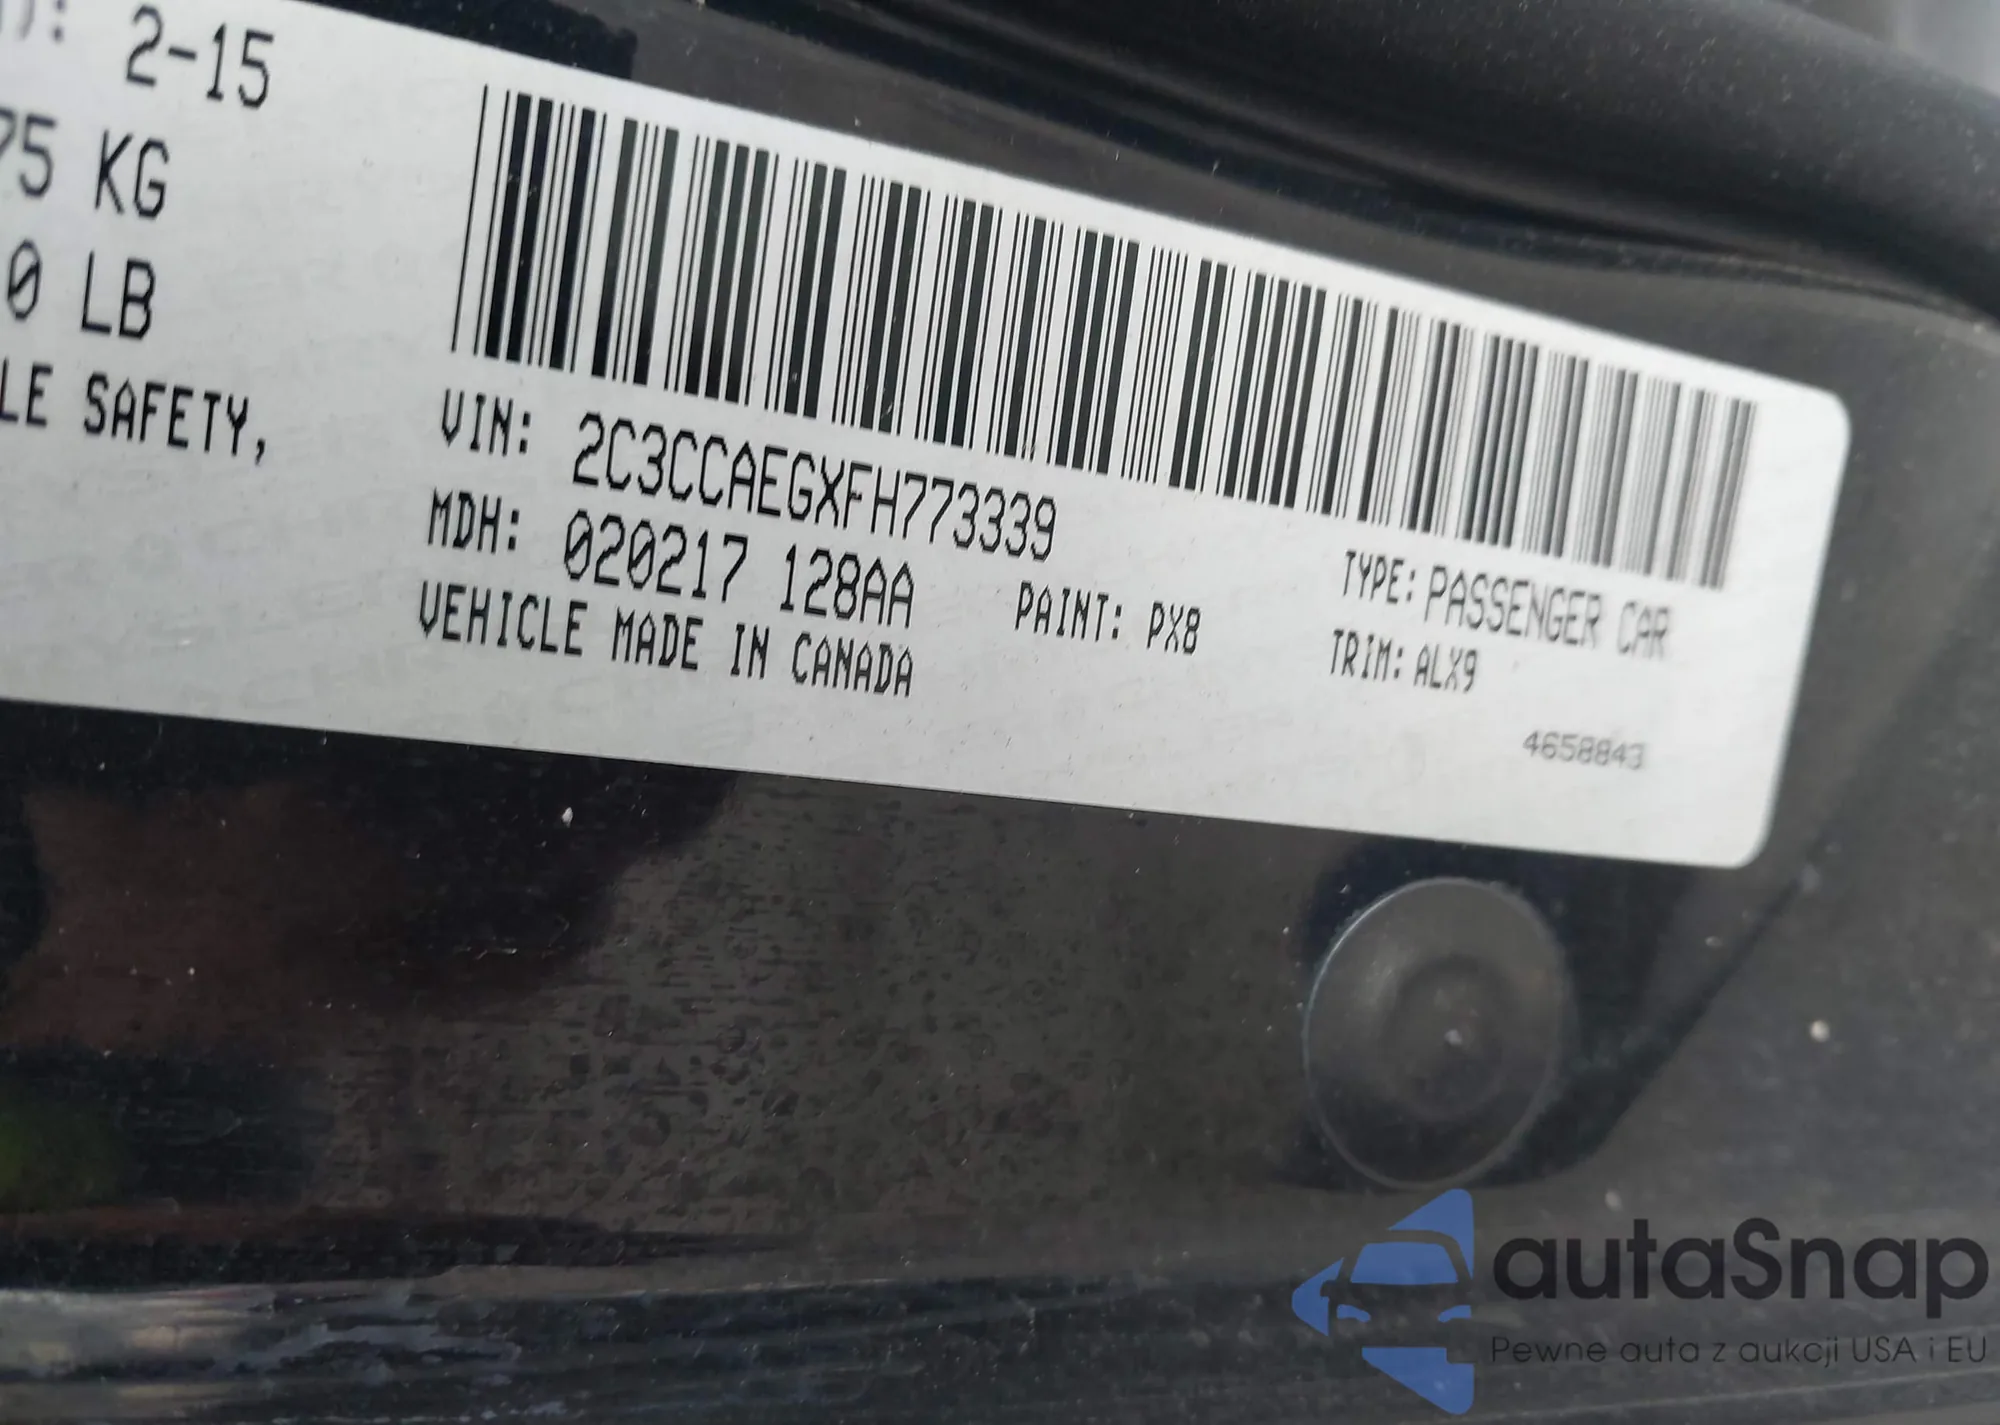 ): 2-15
75 KG
0 LB
LE SAFETY,
VIN: 2C3CCAEGXFH773339
MDH: 020217 128AA
PAINT: PX8
VEHICLE MADE IN CANADA
TYPE: PASSENGER CAR
TRIM: ALX9
4658843
autaSnap
Pewne auta z aukcji USA i EU